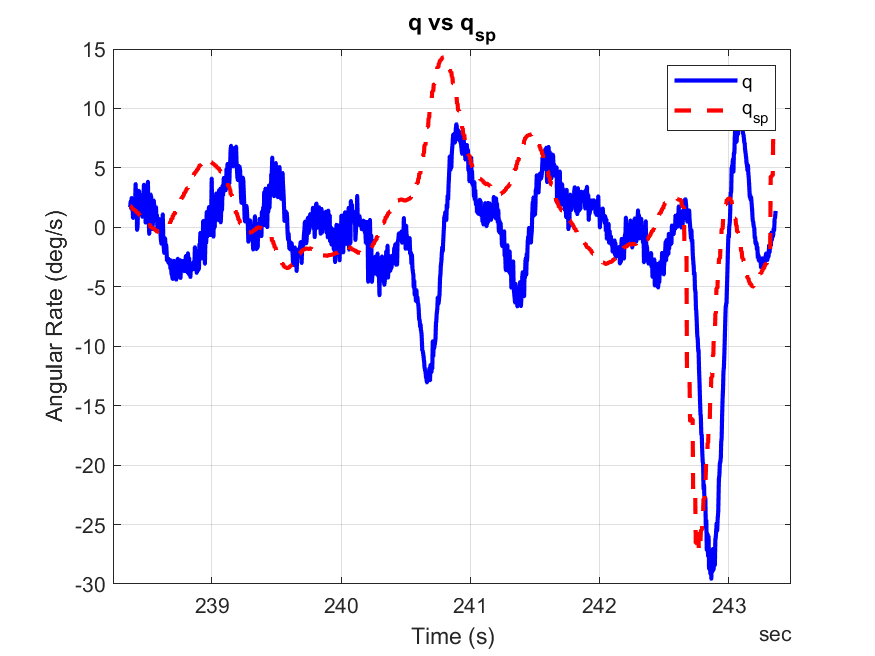 q vs q_sp
15
10
5
0
-5
-10
-15
-20
-25
-30
Angular Rate (deg/s)
q
q_sp
239 240 241 242 243
sec
Time (s)